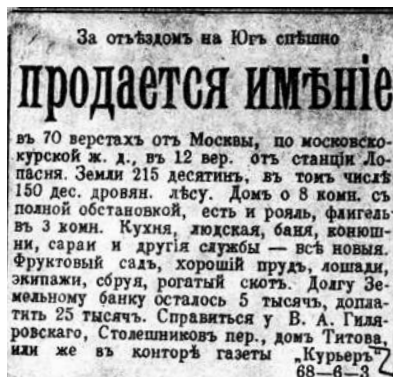 За отъѣздомъ на Югъ спѣшно
продается имѣніе
въ 70 верстахъ отъ Москвы, по московско-
курской ж. д., въ 12 вер. отъ станціи Ло-
пасня. Земли 215 десятинъ, въ томъ числѣ
150 дес. дровян. лѣсу. Домъ о 8 комн. съ
полной обстановкой, есть и рояль, флигель
въ 3 комн. Кухня, людская, баня, конюш-
ни, сараи и другія службы — всѣ новыя.
Фруктовый садъ, хорошій прудъ, лошади,
экипажи, сбруя, рогатый скотъ. Долгу Зе-
мельному банку осталось 5 тысячъ, допла-
тить 25 тысячъ. Справиться у В. А. Гиля-
ровскаго, Столешниковъ пер., домъ Титова,
или же въ конторѣ газеты „Курьеръ“
68—6—3